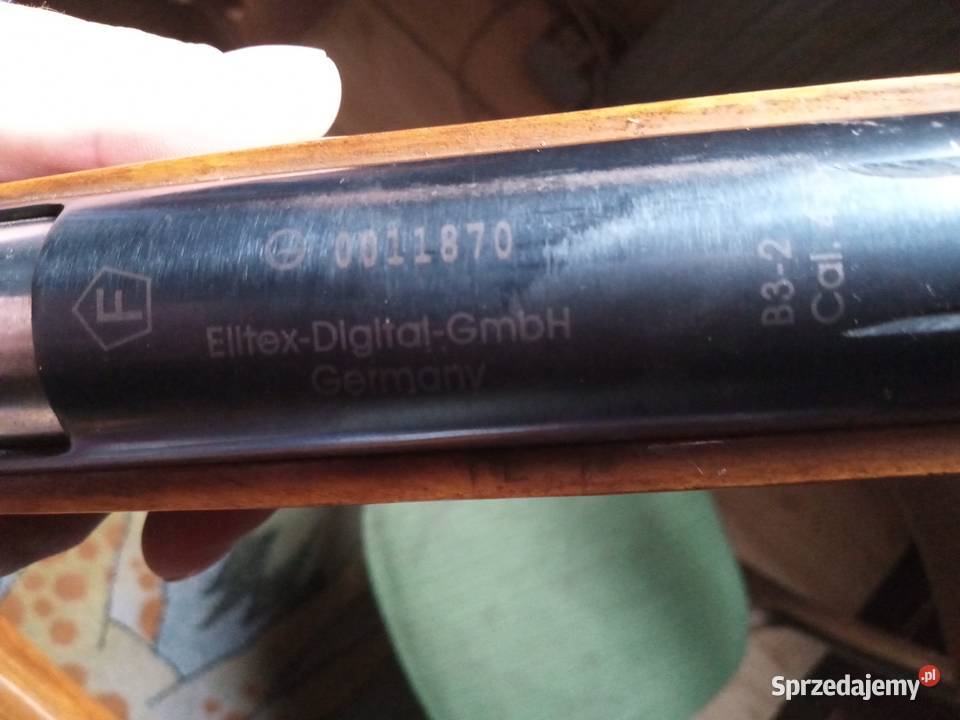 0011870
F
Elitex-Digital-GmbH
Germany
B3-2
Cal.
Sprzedajemy.pl